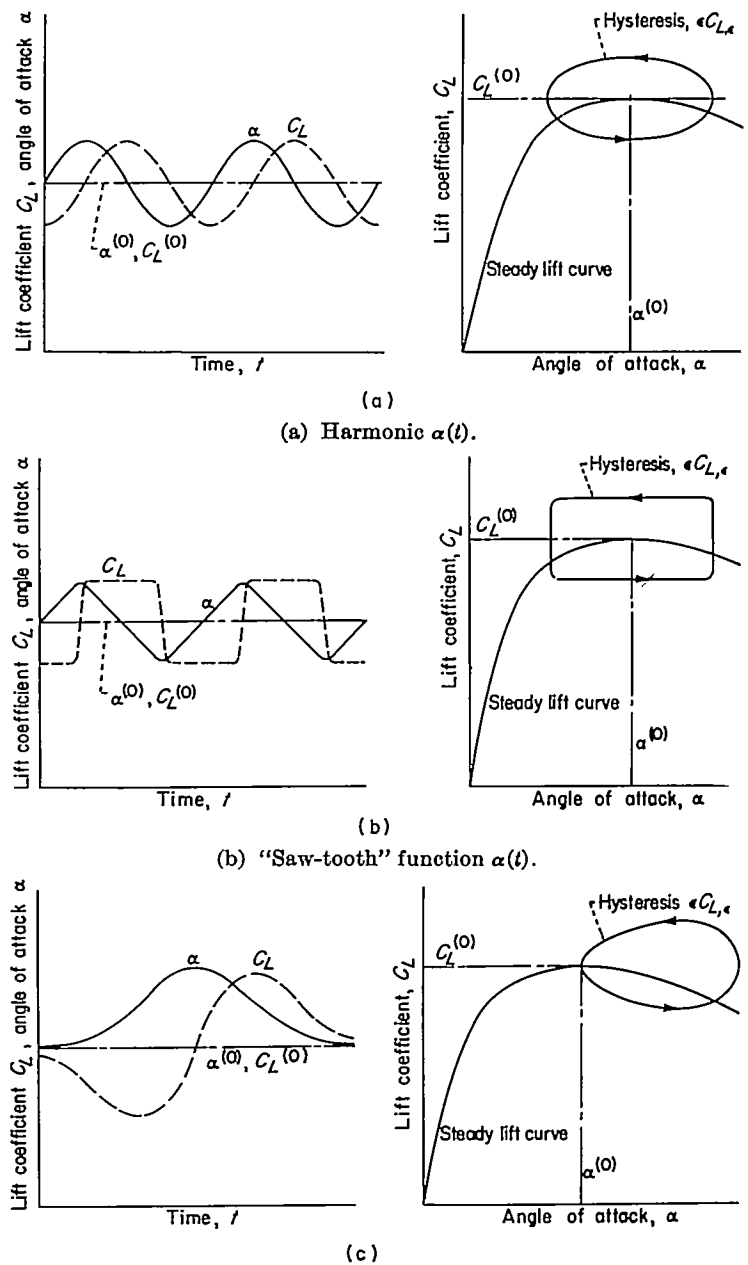 Lift coefficient C_L, angle of attack α
α
C_L
α^(0), C_L^(0)
Time, t
Lift coefficient, C_L
C_L^(0)
Hysteresis, ϵC_L,ϵ
Steady lift curve
α^(0)
Angle of attack, α
(a)
(a) Harmonic α(t).
Lift coefficient C_L, angle of attack α
C_L
α
α^(0), C_L^(0)
Time, t
Lift coefficient, C_L
C_L^(0)
Hysteresis, ϵC_L,ϵ
Steady lift curve
α^(0)
Angle of attack, α
(b)
(b) “Saw-tooth” function α(t).
Lift coefficient C_L, angle of attack α
α
C_L
α^(0), C_L^(0)
Time, t
Lift coefficient, C_L
C_L^(0)
Hysteresis ϵC_L,ϵ
Steady lift curve
α^(0)
Angle of attack, α
(c)